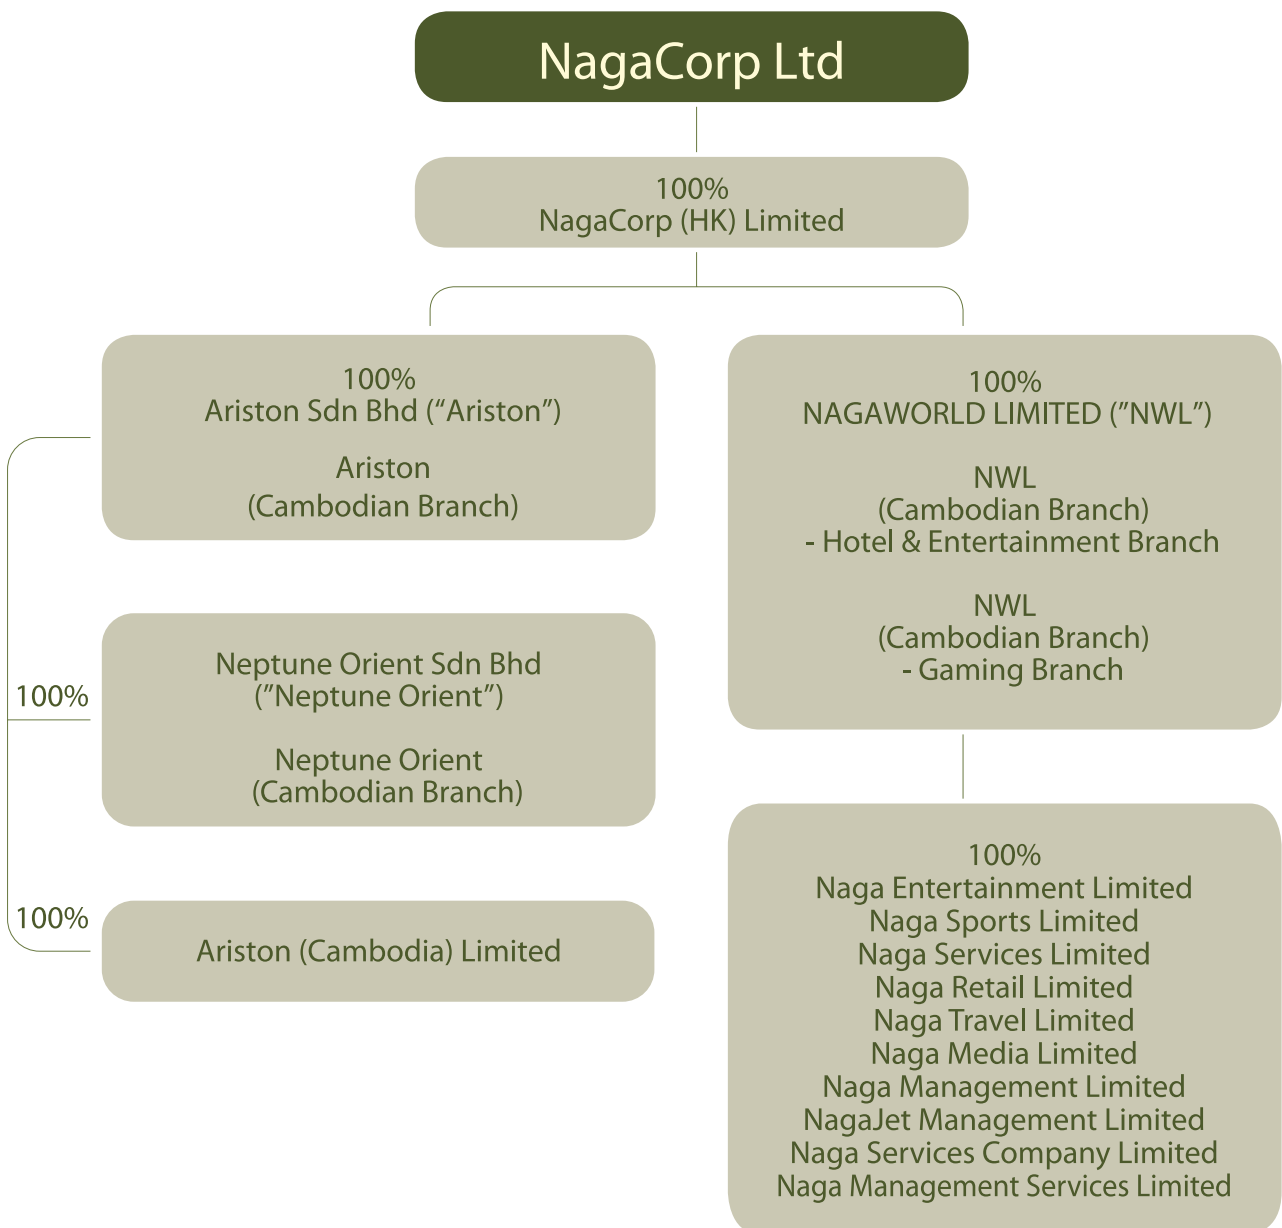 NagaCorp Ltd
100%
NagaCorp (HK) Limited
100%
Ariston Sdn Bhd (“Ariston”)
Ariston
(Cambodian Branch)
100%
NAGAWORLD LIMITED (”NWL”)
NWL
(Cambodian Branch)
- Hotel & Entertainment Branch
NWL
(Cambodian Branch)
- Gaming Branch
100%
Neptune Orient Sdn Bhd
(”Neptune Orient”)
Neptune Orient
(Cambodian Branch)
100%
Ariston (Cambodia) Limited
100%
Naga Entertainment Limited
Naga Sports Limited
Naga Services Limited
Naga Retail Limited
Naga Travel Limited
Naga Media Limited
Naga Management Limited
NagaJet Management Limited
Naga Services Company Limited
Naga Management Services Limited